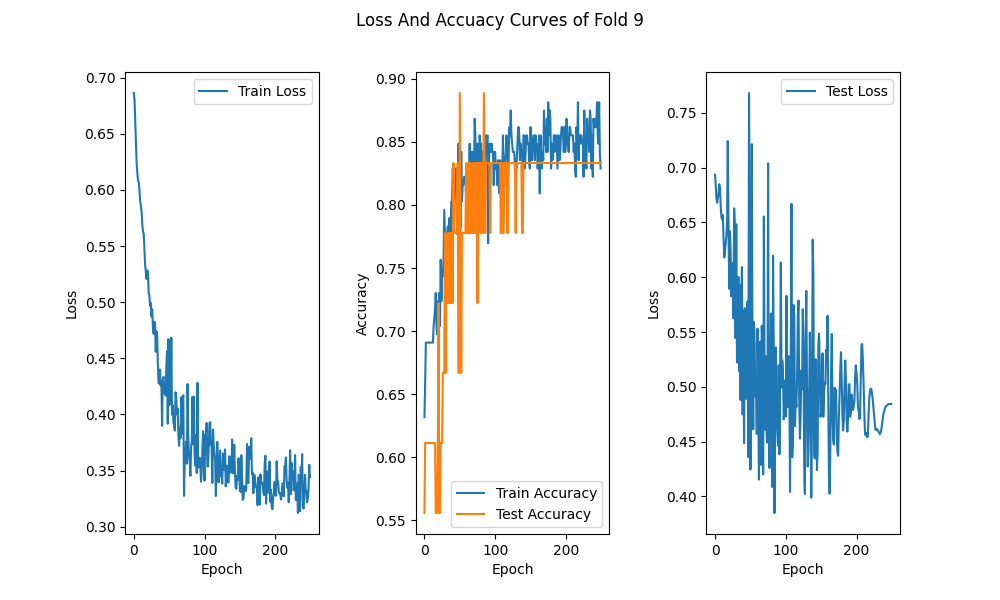 Loss And Accuacy Curves of Fold 9
0.70
0.65
0.60
0.55
0.50
0.45
0.40
0.35
0.30
Loss
0 100 200
Epoch
Train Loss
0.90
0.85
0.80
0.75
0.70
0.65
0.60
0.55
Accuracy
0 100 200
Epoch
Train Accuracy
Test Accuracy
0.75
0.70
0.65
0.60
0.55
0.50
0.45
0.40
Loss
0 100 200
Epoch
Test Loss